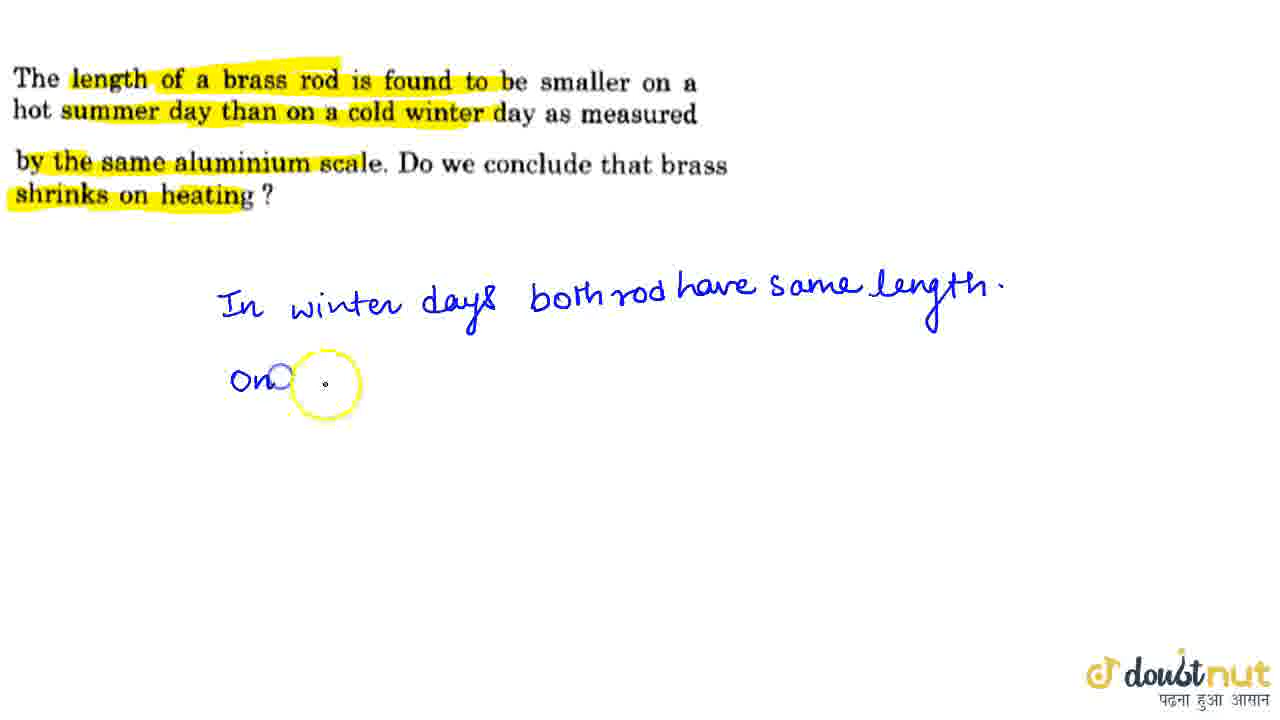 The length of a brass rod is found to be smaller on a
hot summer day than on a cold winter day as measured
by the same aluminium scale. Do we conclude that brass
shrinks on heating ?
In winter days both rod have same length.
on
doubtnut
पढ़ना हुआ आसान